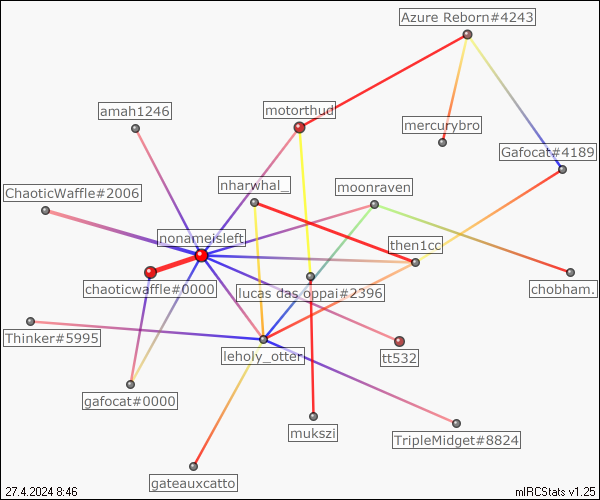 Azure Reborn#4243
amah1246
motorthud
mercurybro
Gafocat#4189
nharwhal_
moonraven
ChaoticWaffle#2006
nonameisleft
then1cc
chaoticwaffle#0000
lucas das oppai#2396
chobham.
Thinker#5995
leholy_otter
tt532
gafocat#0000
mukszi
TripleMidget#8824
gateauxcatto
27.4.2024 8:46
mIRCStats v1.25